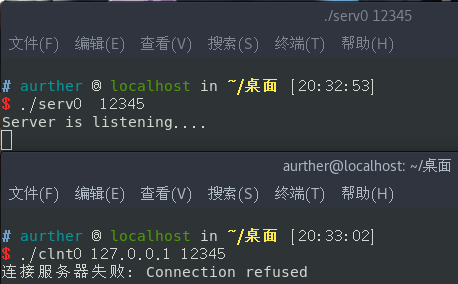 ./serv0 12345
文件(F) 编辑(E) 查看(V) 搜索(S) 终端(T) 帮助(H)
# aurther @ localhost in ~/桌面 [20:32:53]
$ ./serv0  12345
Server is listening....
aurther@localhost: ~/桌面
文件(F) 编辑(E) 查看(V) 搜索(S) 终端(T) 帮助(H)
# aurther @ localhost in ~/桌面 [20:33:02]
$ ./clnt0 127.0.0.1 12345
连接服务器失败: Connection refused